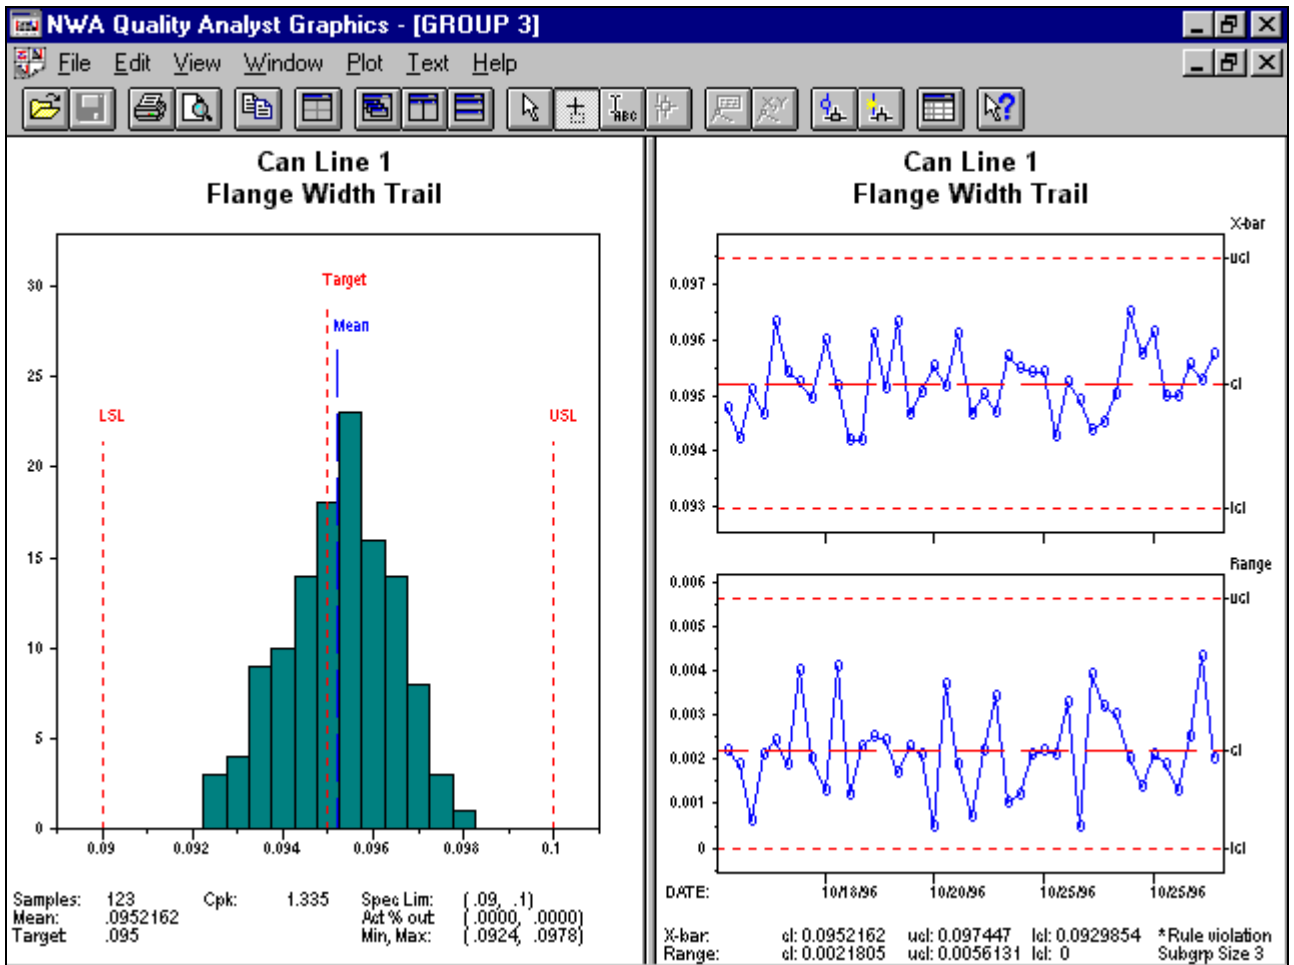 NWA Quality Analyst Graphics - [GROUP 3]
File Edit View Window Plot Text Help
ABC X-Y ?
Can Line 1
Flange Width Trail
Target
Mean
LSL
USL
30
25
20
15
10
5
0
0.09 0.092 0.094 0.096 0.098 0.1
Samples: 123 Cpk: 1.335 Spec Lim: (.09, .1)
Mean: .0952162 Act % out: (.0000, .0000)
Target: .095 Min, Max: (.0924, .0978)
Can Line 1
Flange Width Trail
X-bar
ucl
0.097
0.096
cl
0.095
0.094
0.093
lcl
Range
0.006
ucl
0.005
0.004
0.003
0.002
cl
0.001
0
lcl
DATE: 10/18/96 10/20/96 10/25/96 10/25/96
X-bar: cl: 0.0952162 ucl: 0.097447 lcl: 0.0929854 *Rule violation
Range: cl: 0.0021805 ucl: 0.0056131 lcl: 0 Subgrp Size 3